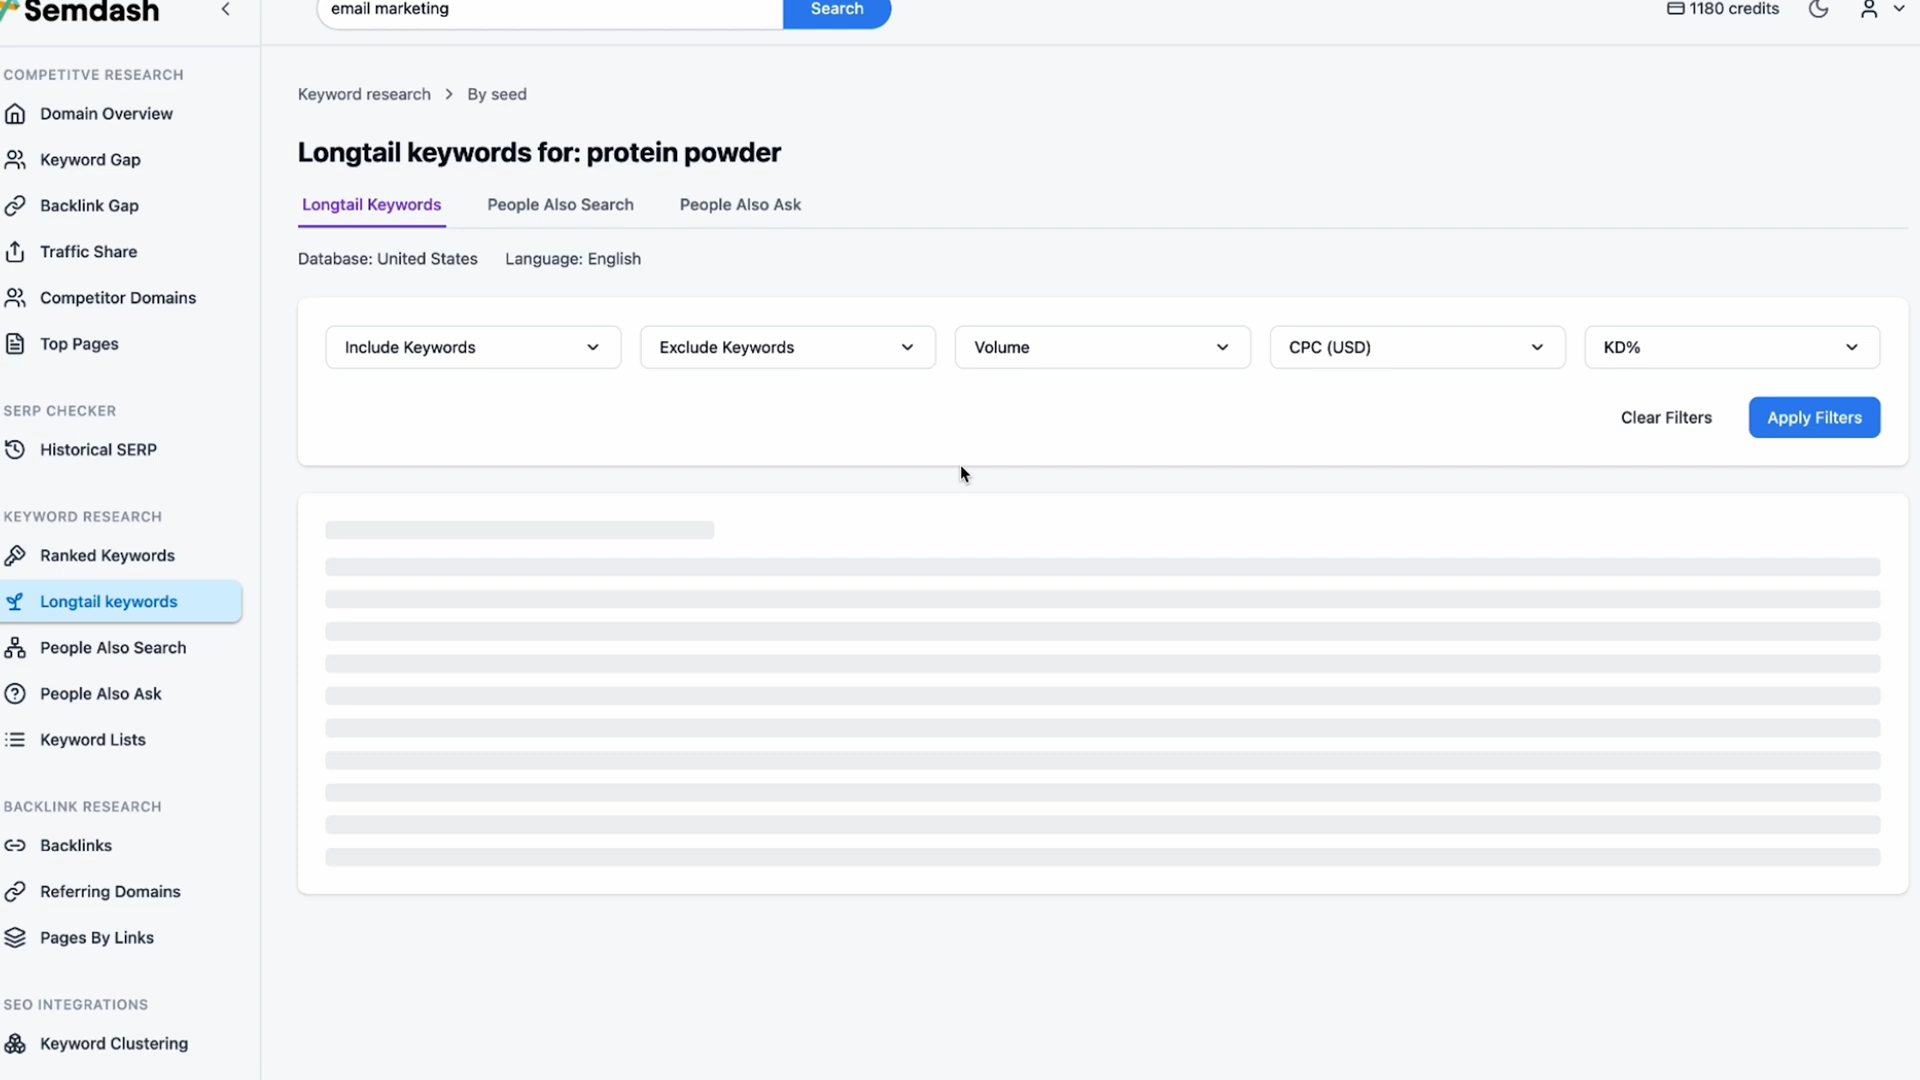 Semdash
email marketing
Search
1180 credits
COMPETITVE RESEARCH
Domain Overview
Keyword Gap
Backlink Gap
Traffic Share
Competitor Domains
Top Pages
SERP CHECKER
Historical SERP
KEYWORD RESEARCH
Ranked Keywords
Longtail keywords
People Also Search
People Also Ask
Keyword Lists
BACKLINK RESEARCH
Backlinks
Referring Domains
Pages By Links
SEO INTEGRATIONS
Keyword Clustering
Keyword research > By seed
Longtail keywords for: protein powder
Longtail Keywords People Also Search People Also Ask
Database: United States Language: English
Include Keywords Exclude Keywords Volume CPC (USD) KD%
Clear Filters Apply Filters